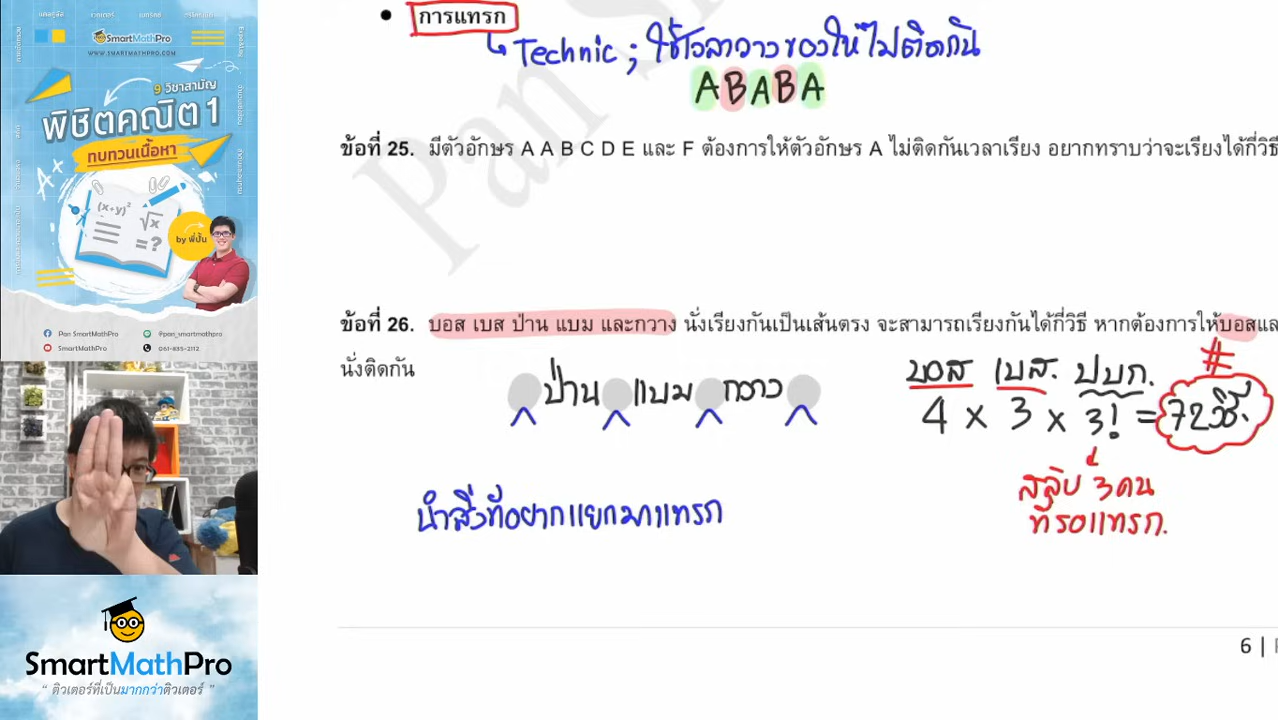 SmartMathPro
WWW.SMARTMATHPRO.COM
9 วิชาสามัญ
พิชิตคณิต 1
ทบทวนเนื้อหา
A+
(x+y)²
√x
=?
by พี่ปั้น
Pan SmartMathPro
@pan_smartmathpro
SmartMathPro
061-835-2112
SmartMathPro
“ ติวเตอร์ที่เป็นมากกว่าติวเตอร์ ”
• การแทรก
Technic ; ใช้เวลาวางของให้ไม่ติดกัน
ABABA
ข้อที่ 25. มีตัวอักษร A A B C D E และ F ต้องการให้ตัวอักษร A ไม่ติดกันเวลาเรียง อยากทราบว่าจะเรียงได้กี่วิธี
ข้อที่ 26. บอส เบส ป่าน แบม และกวาง นั่งเรียงกันเป็นเส้นตรง จะสามารถเรียงกันได้กี่วิธี หากต้องการให้บอสแล
นั่งติดกัน
ป่าน แบม กวาง
บอส เบส. ปบก. #
4 x 3 x 3! = 72 วิธี.
สลับ 3 คน
ที่รอแทรก.
นำสิ่งที่อยากแยกมาแทรก
6 |